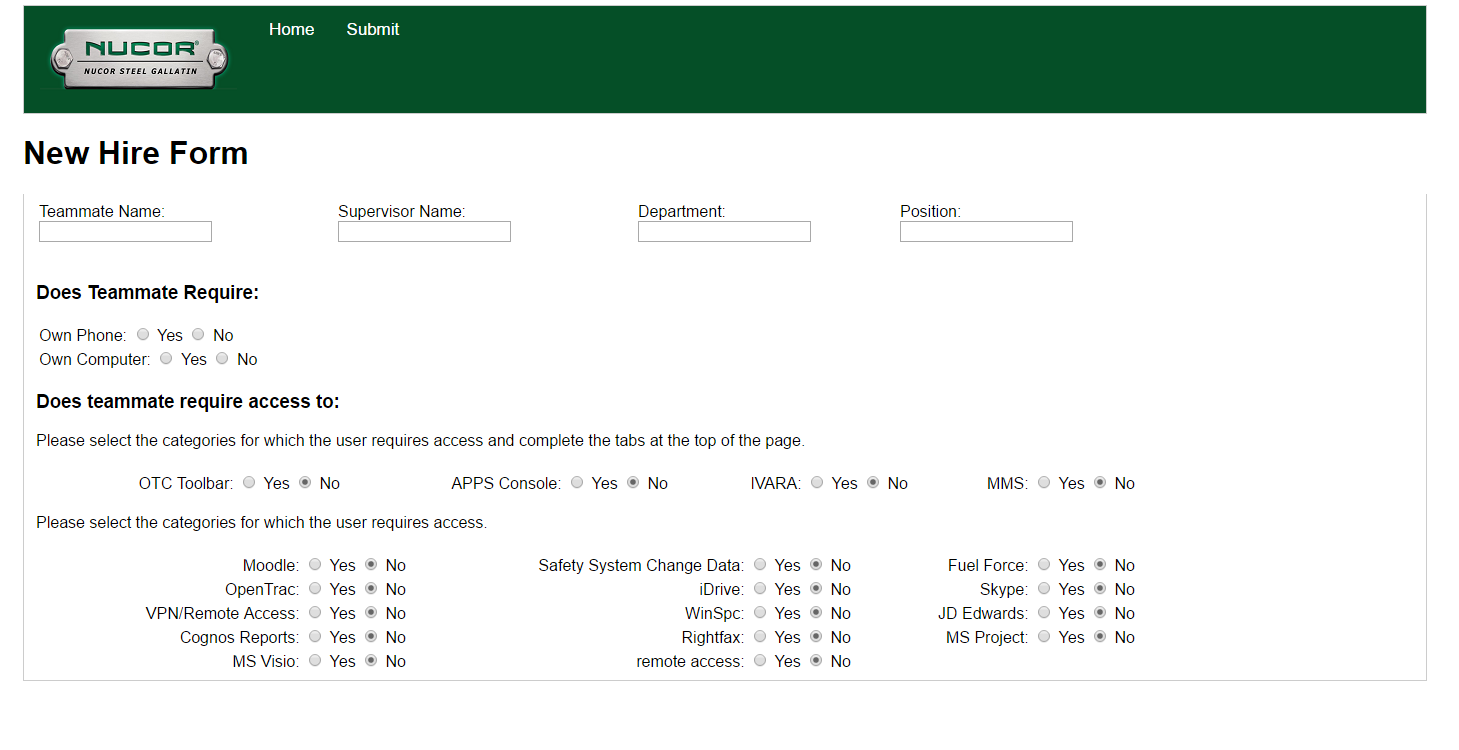 Home Submit
NUCOR®
NUCOR STEEL GALLATIN
New Hire Form
Teammate Name: Supervisor Name: Department: Position:
Does Teammate Require:
Own Phone: Yes No
Own Computer: Yes No
Does teammate require access to:
Please select the categories for which the user requires access and complete the tabs at the top of the page.
OTC Toolbar: Yes No APPS Console: Yes No IVARA: Yes No MMS: Yes No
Please select the categories for which the user requires access.
Moodle: Yes No Safety System Change Data: Yes No Fuel Force: Yes No
OpenTrac: Yes No iDrive: Yes No Skype: Yes No
VPN/Remote Access: Yes No WinSpc: Yes No JD Edwards: Yes No
Cognos Reports: Yes No Rightfax: Yes No MS Project: Yes No
MS Visio: Yes No remote access: Yes No